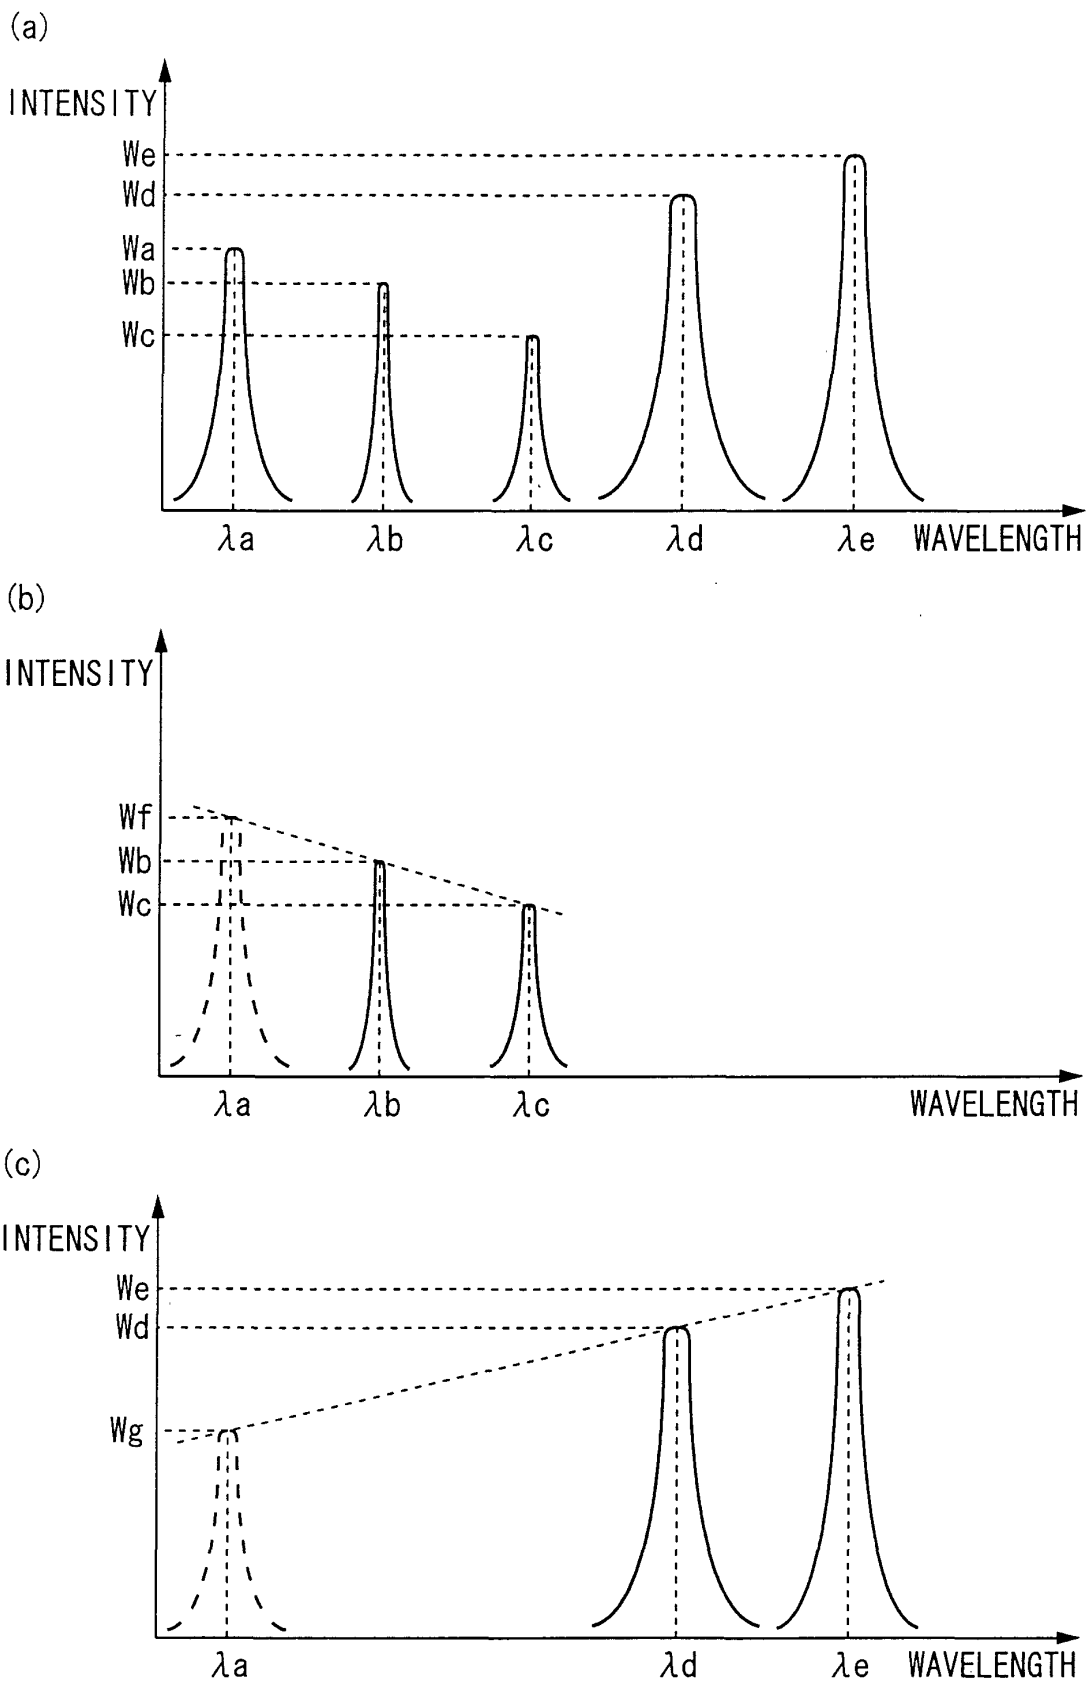 (a)
INTENSITY
We
Wd
Wa
Wb
Wc
λa λb λc λd λe WAVELENGTH
(b)
INTENSITY
Wf
Wb
Wc
λa λb λc WAVELENGTH
(c)
INTENSITY
We
Wd
Wg
λa λd λe WAVELENGTH